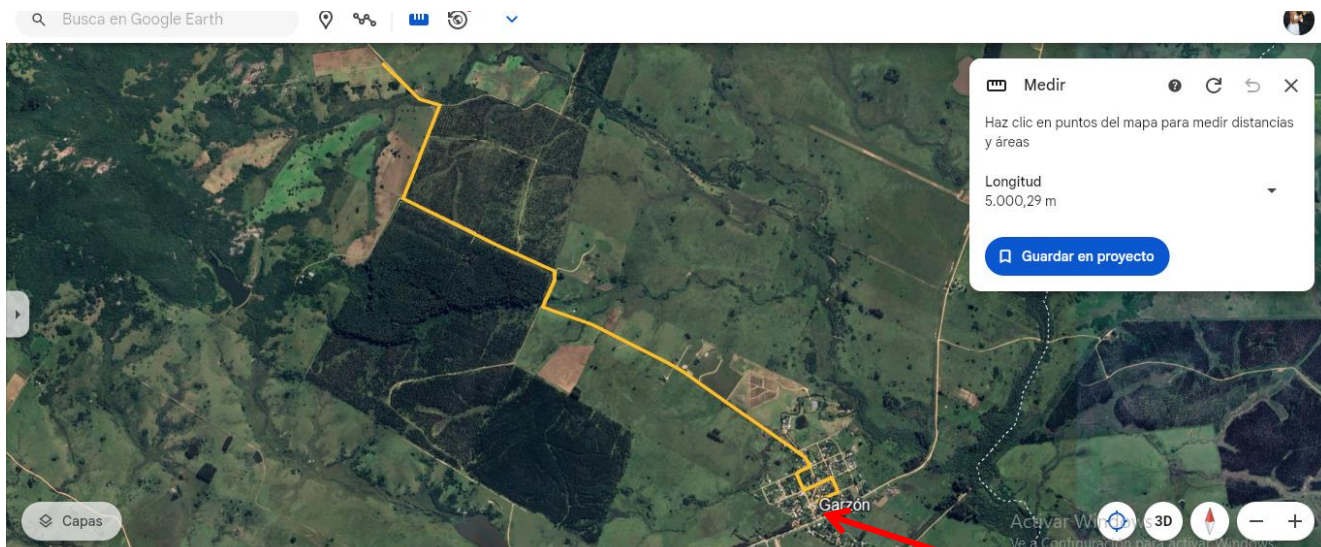 Busca en Google Earth
Medir
Haz clic en puntos del mapa para medir distancias
y áreas
Longitud
5.000,29 m
Guardar en proyecto
Garzón
Capas
3D
Activar Windows
Ve a Configuración para activar Windows.